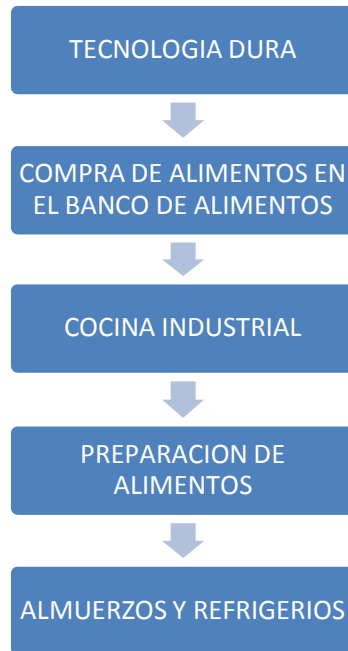 TECNOLOGIA DURA
COMPRA DE ALIMENTOS EN
EL BANCO DE ALIMENTOS
COCINA INDUSTRIAL
PREPARACION DE
ALIMENTOS
ALMUERZOS Y REFRIGERIOS